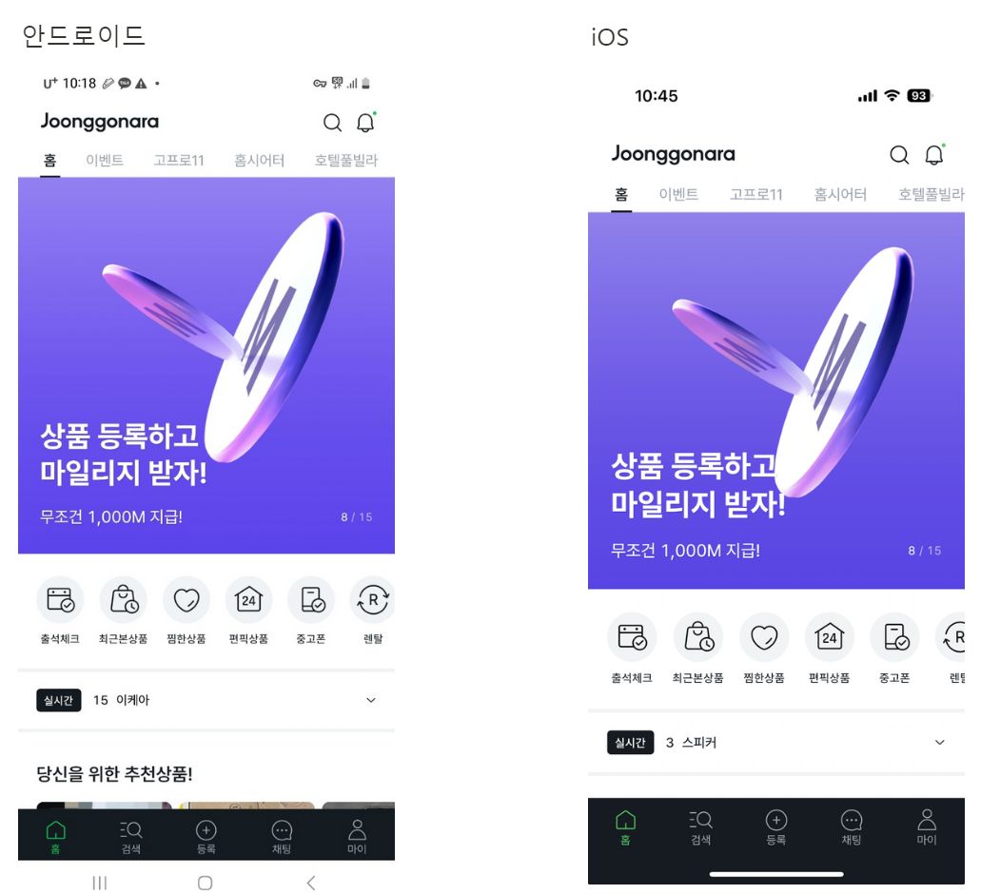 안드로이드
U+ 10:18 TALK
5G
Joonggonara
홈 이벤트 고프로11 홈시어터 호텔풀빌라
M
M
상품 등록하고
마일리지 받자!
무조건 1,000M 지급!
8 / 15
24
R
출석체크 최근본상품 찜한상품 편픽상품 중고폰 렌탈
실시간 15 이케아
당신을 위한 추천상품!
홈 검색 등록 채팅 마이
iOS
10:45
93
Joonggonara
홈 이벤트 고프로11 홈시어터 호텔풀빌라
M
M
상품 등록하고
마일리지 받자!
무조건 1,000M 지급!
8 / 15
24
R
출석체크 최근본상품 찜한상품 편픽상품 중고폰
실시간 3 스피커
홈 검색 등록 채팅 마이